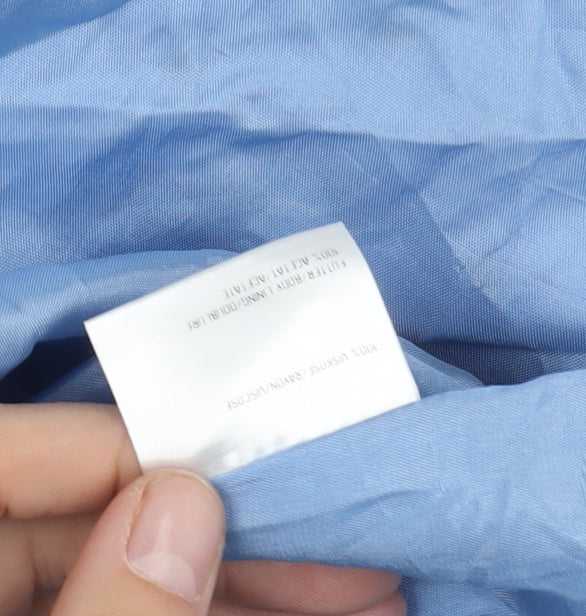 100% VISKOSE/RAYON/VISCOSE
FUTTER/BODY LINING/DOUBLURE
100% ACETAT/ACETATE